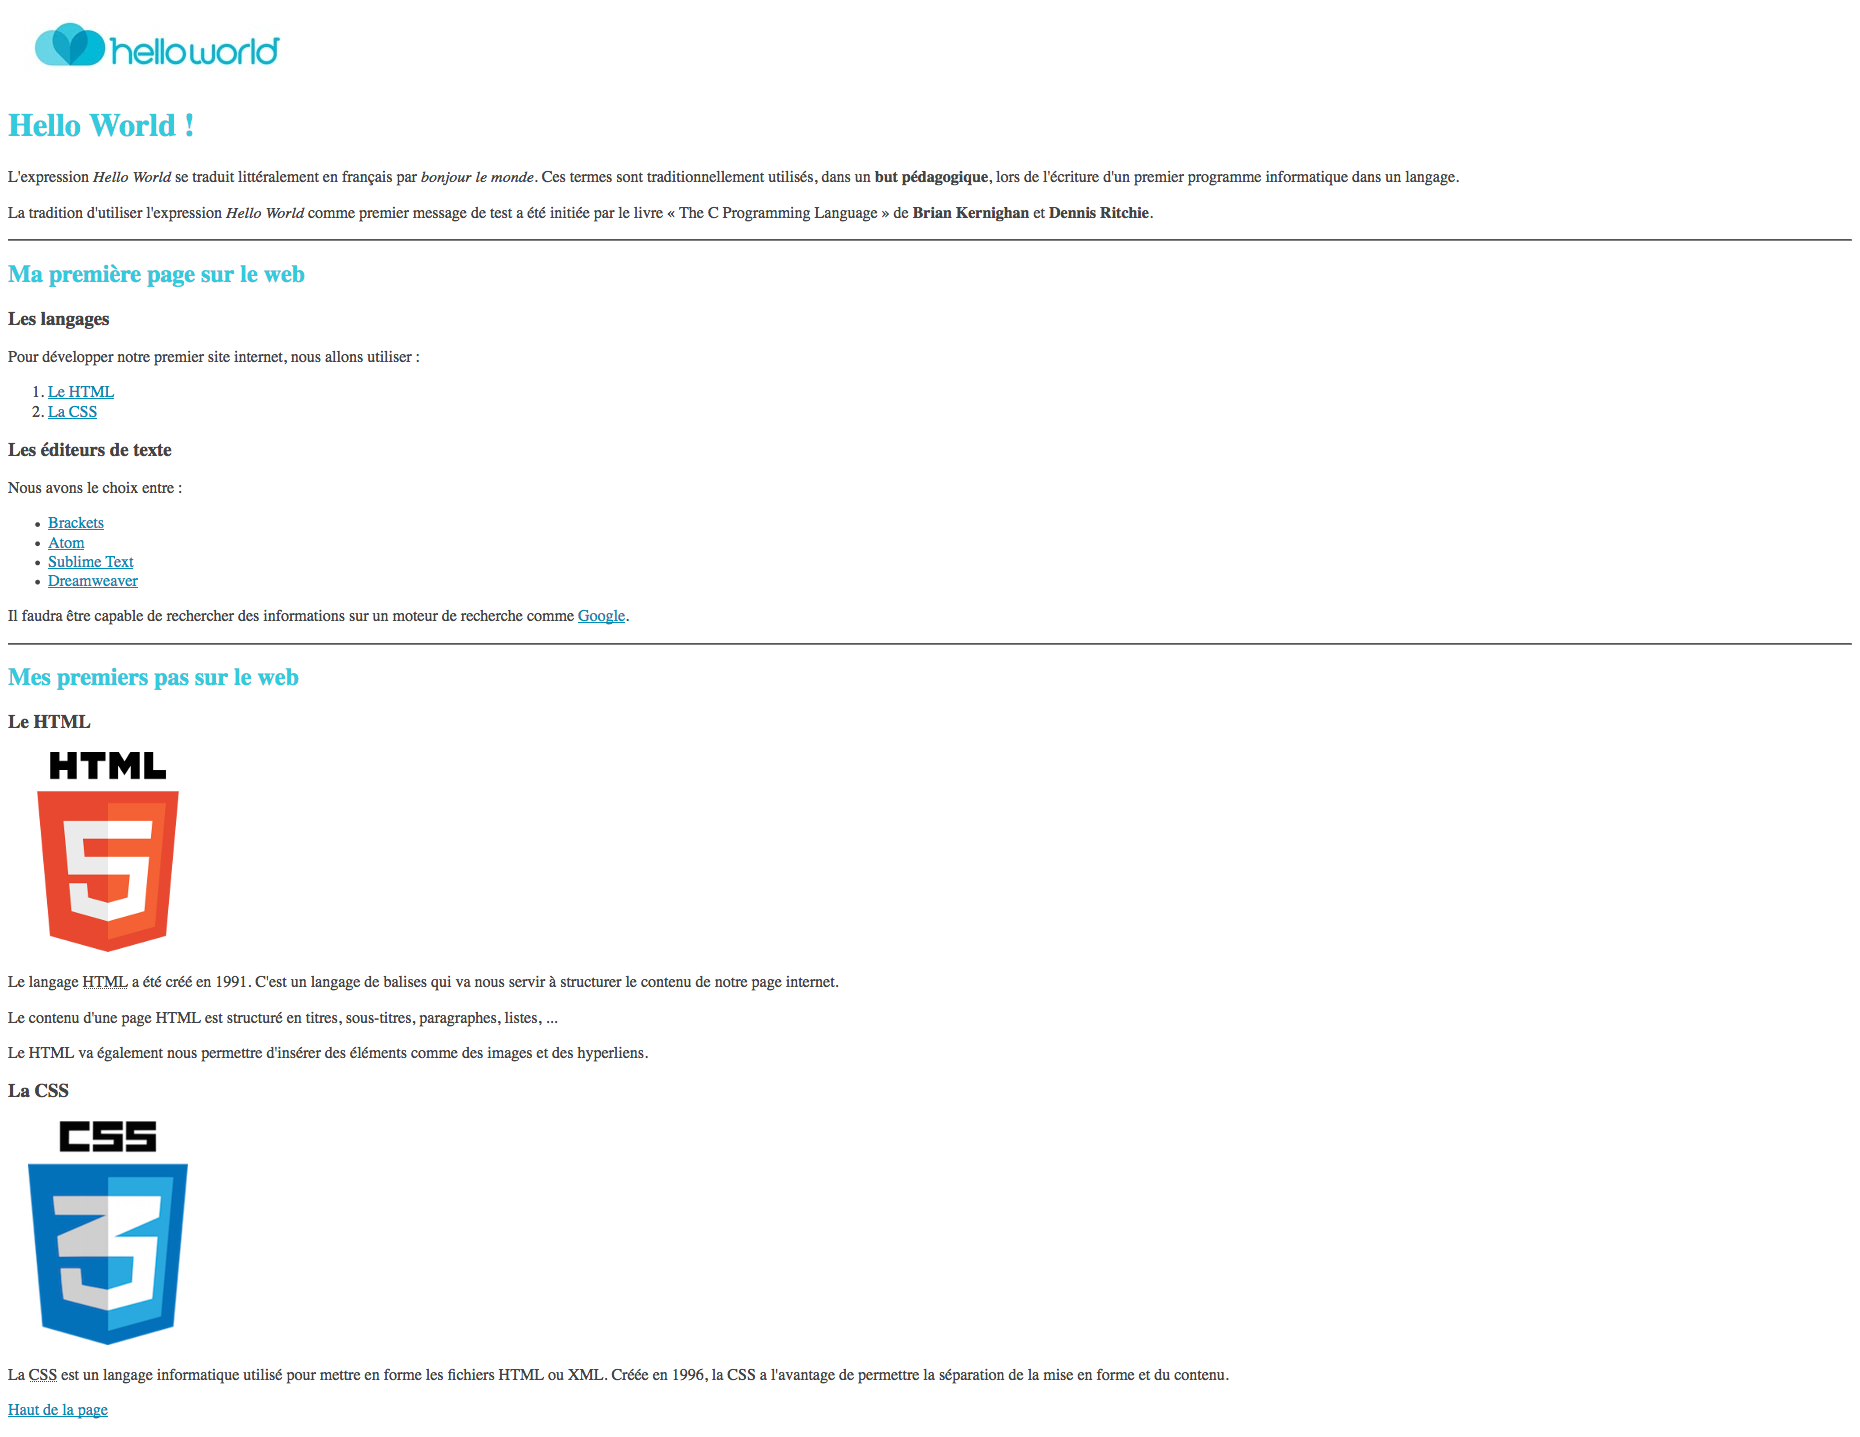 helloworld
Hello World !
L'expression Hello World se traduit littéralement en français par bonjour le monde. Ces termes sont traditionnellement utilisés, dans un but pédagogique, lors de l'écriture d'un premier programme informatique dans un langage.
La tradition d'utiliser l'expression Hello World comme premier message de test a été initiée par le livre « The C Programming Language » de Brian Kernighan et Dennis Ritchie.
Ma première page sur le web
Les langages
Pour développer notre premier site internet, nous allons utiliser :
1. Le HTML
2. La CSS
Les éditeurs de texte
Nous avons le choix entre :
• Brackets
• Atom
• Sublime Text
• Dreamweaver
Il faudra être capable de rechercher des informations sur un moteur de recherche comme Google.
Mes premiers pas sur le web
Le HTML
HTML
5
Le langage HTML a été créé en 1991. C'est un langage de balises qui va nous servir à structurer le contenu de notre page internet.
Le contenu d'une page HTML est structuré en titres, sous-titres, paragraphes, listes, ...
Le HTML va également nous permettre d'insérer des éléments comme des images et des hyperliens.
La CSS
CSS
3
La CSS est un langage informatique utilisé pour mettre en forme les fichiers HTML ou XML. Créée en 1996, la CSS a l'avantage de permettre la séparation de la mise en forme et du contenu.
Haut de la page